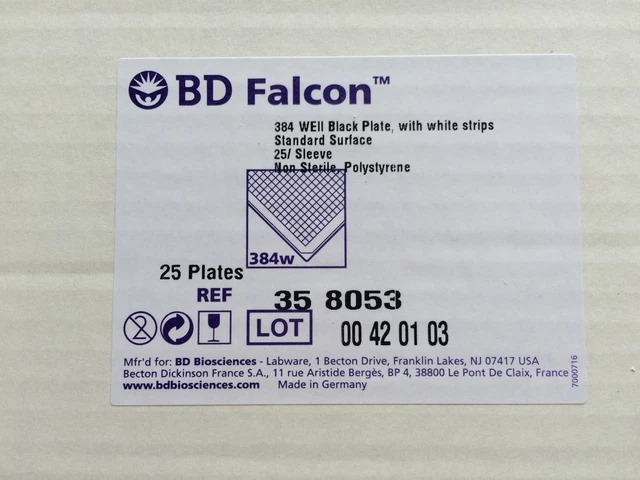 BD Falcon™
384 WEll Black Plate, with white strips
Standard Surface
25/ Sleeve
Non Sterile, Polystyrene
384w
25 Plates
REF 35 8053
2 LOT 00 42 01 03
Mfr'd for: BD Biosciences - Labware, 1 Becton Drive, Franklin Lakes, NJ 07417 USA
Becton Dickinson France S.A., 11 rue Aristide Bergès, BP 4, 38800 Le Pont De Claix, France
www.bdbiosciences.com Made in Germany
7000716